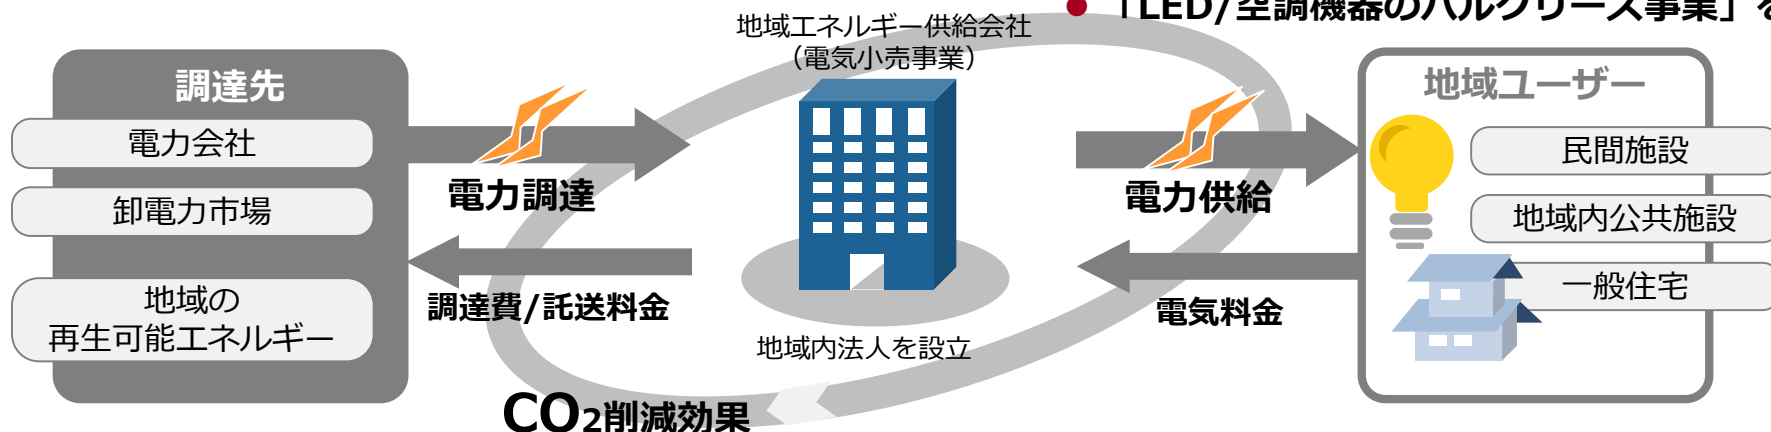 「LED/空調機器のバルクリース事業」を
地域エネルギー供給会社
（電気小売事業）
調達先
電力会社
卸電力市場
地域の
再生可能エネルギー
電力調達
調達費/託送料金
地域内法人を設立
CO2削減効果
電力供給
電気料金
地域ユーザー
民間施設
地域内公共施設
一般住宅